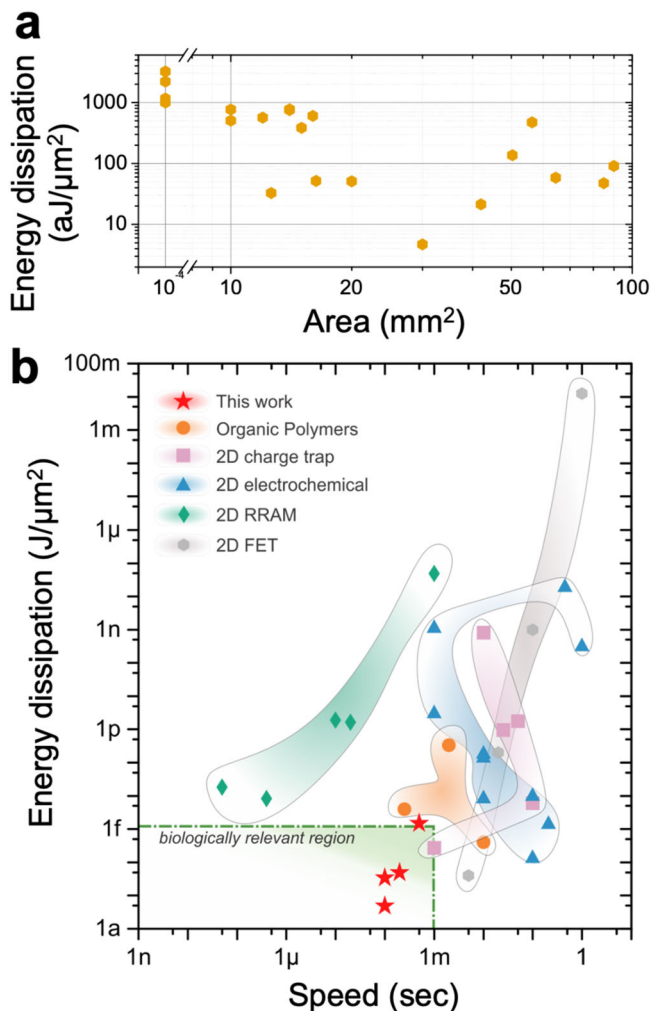 a
Energy dissipation
(aJ/μm²)
1000
100
10
10⁻⁴
10
20
50
100
Area (mm²)
b
Energy dissipation (J/μm²)
100m
1m
1μ
1n
1p
1f
1a
This work
Organic Polymers
2D charge trap
2D electrochemical
2D RRAM
2D FET
biologically relevant region
1n
1μ
1m
1
Speed (sec)